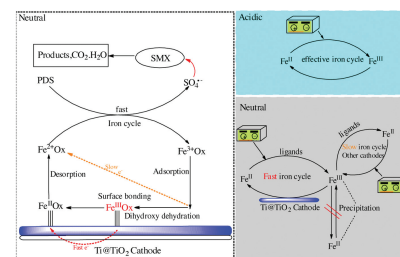 Neutral
Products,CO2.H2O
SMX
PDS
SO4•−
fast
Iron cycle
Fe2+Ox
Fe3+Ox
Slow
e-
Desorption
Adsorption
Surface bonding
FeIIOx
FeIIIOx
Dihydroxy dehydration
Fast e-
Ti@TiO2 Cathode
Acidic
FeII
FeIII
effective iron cycle
Neutral
ligands
FeII
Fast iron cycle
FeIII
Ti@TiO2 Cathode
ligands
FeII
Slow iron cycle
Other cathodes
Precipitation
FeII